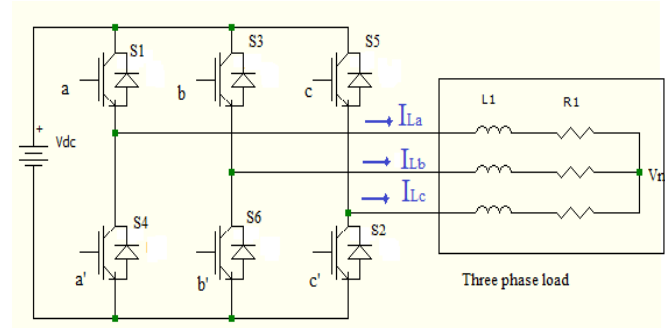 S1
S3
S5
a
b
c
L1
R1
ILa
+
Vdc
ILb
Vn
ILc
S4
S6
S2
a'
b'
c'
Three phase load